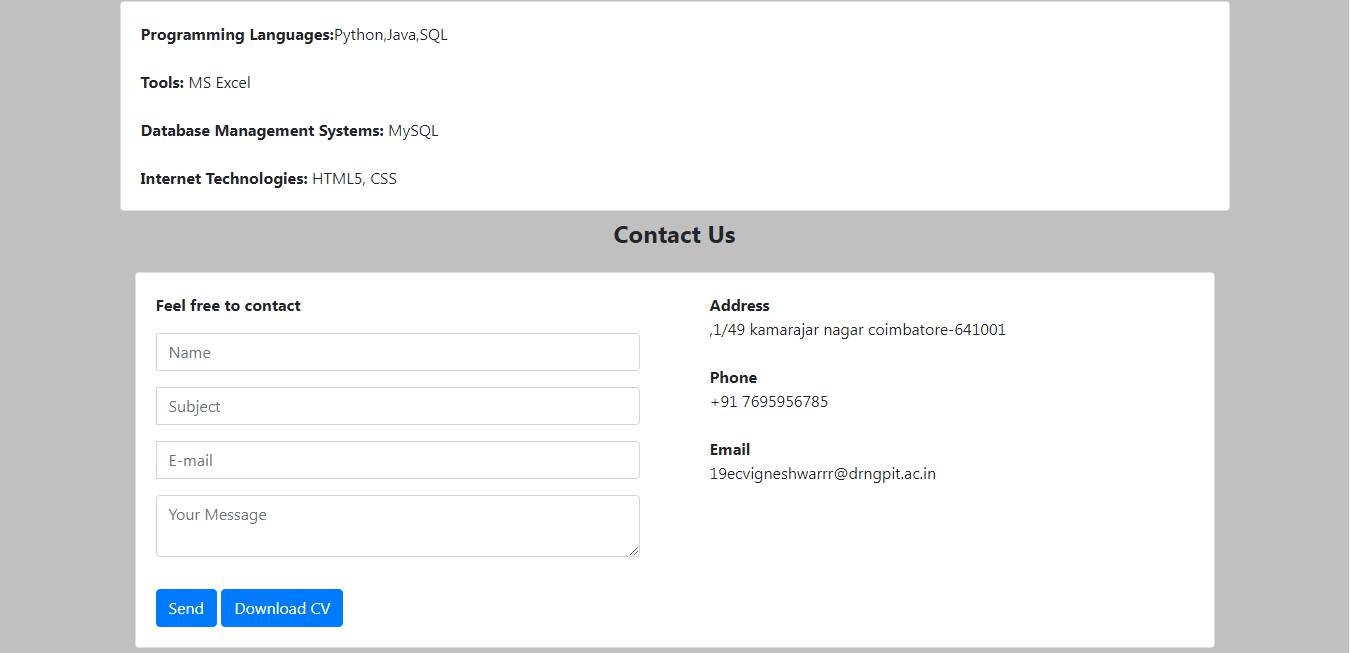 Programming Languages:Python,Java,SQL
Tools: MS Excel
Database Management Systems: MySQL
Internet Technologies: HTML5, CSS
Contact Us
Feel free to contact
Name
Subject
E-mail
Your Message
Send
Download CV
Address
,1/49 kamarajar nagar coimbatore-641001
Phone
+91 7695956785
Email
19ecvigneshwarrr@drngpit.ac.in